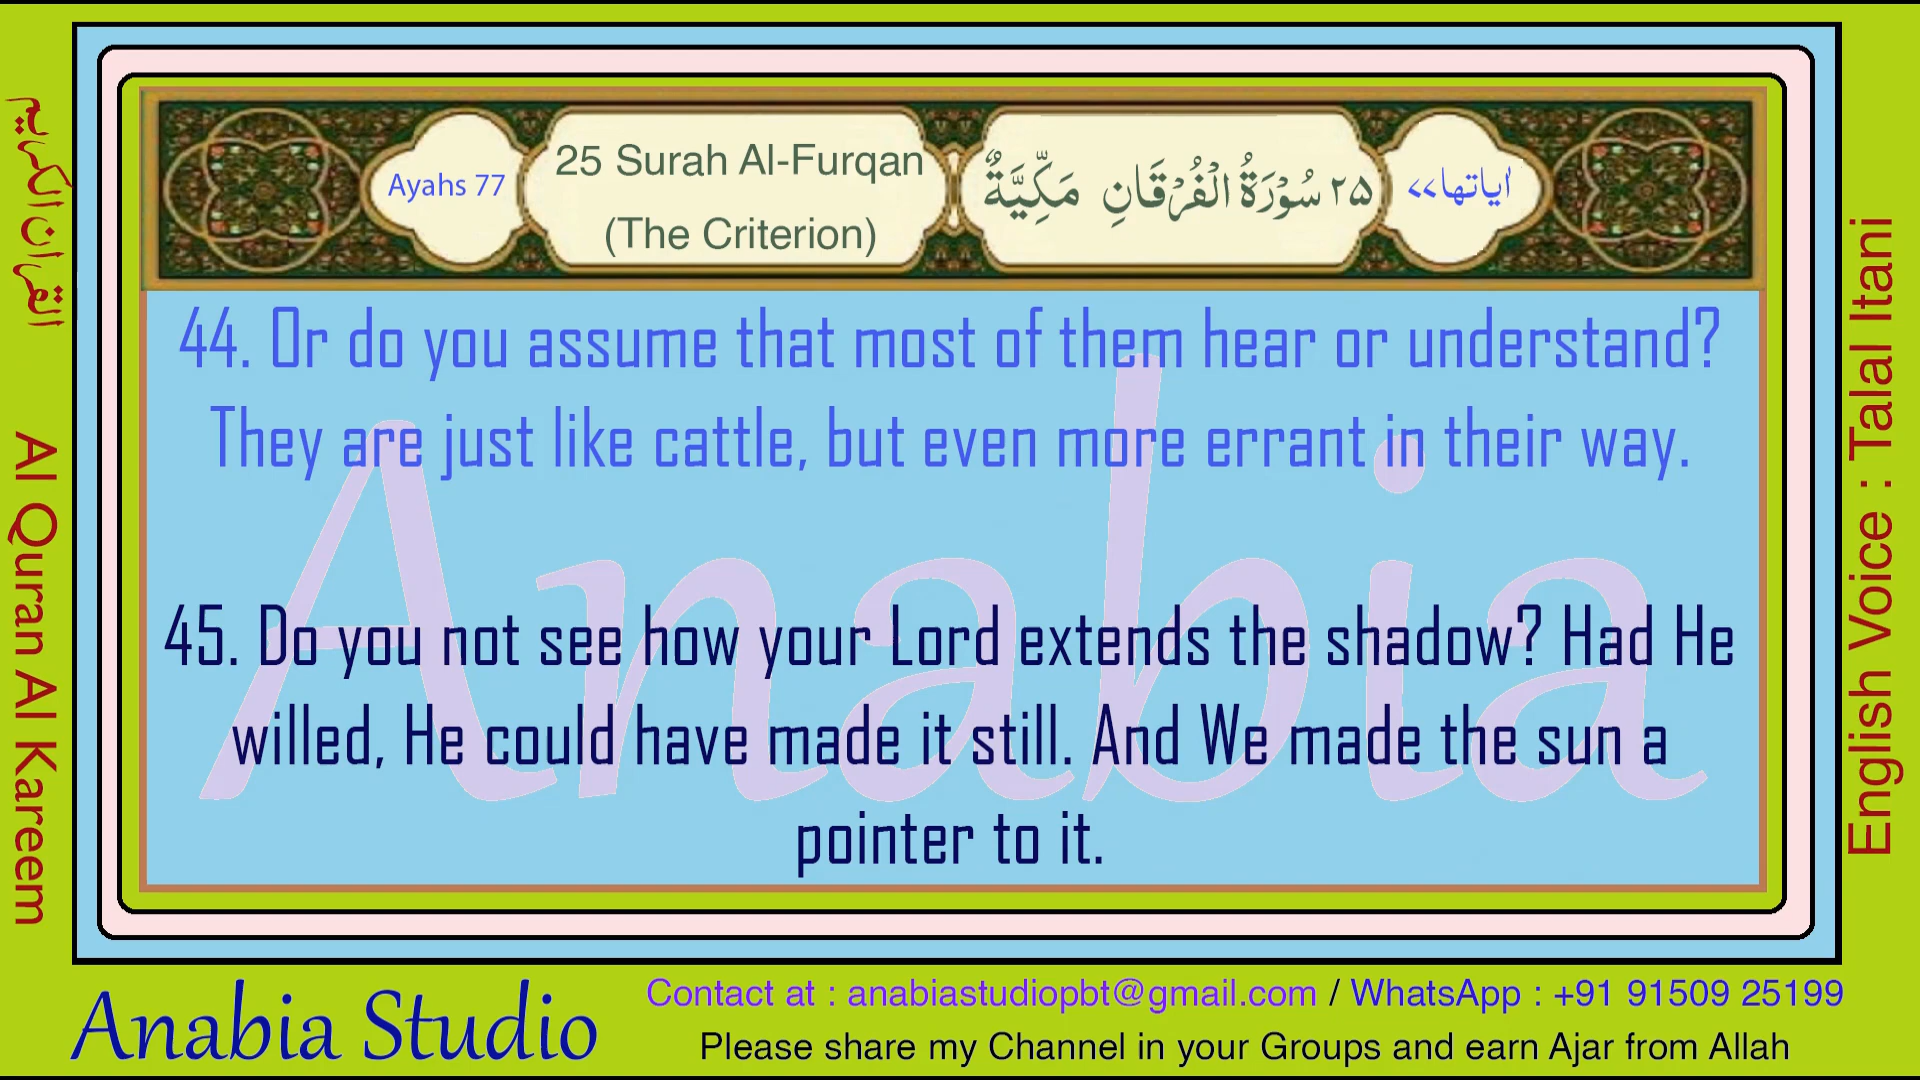 القرآن الكريم
Al Quran Al Kareem
Ayahs 77
25 Surah Al-Furqan
(The Criterion)
٢٥ سُوْرَةُ الْفُرْقَانِ مَكِّيَّةٌ
اٰياتها٧٧
44. Or do you assume that most of them hear or understand?
They are just like cattle, but even more errant in their way.
45. Do you not see how your Lord extends the shadow? Had He
willed, He could have made it still. And We made the sun a
pointer to it.
Anabia
English Voice : Talal Itani
Anabia Studio
Contact at : anabiastudiopbt@gmail.com / WhatsApp : +91 91509 25199
Please share my Channel in your Groups and earn Ajar from Allah